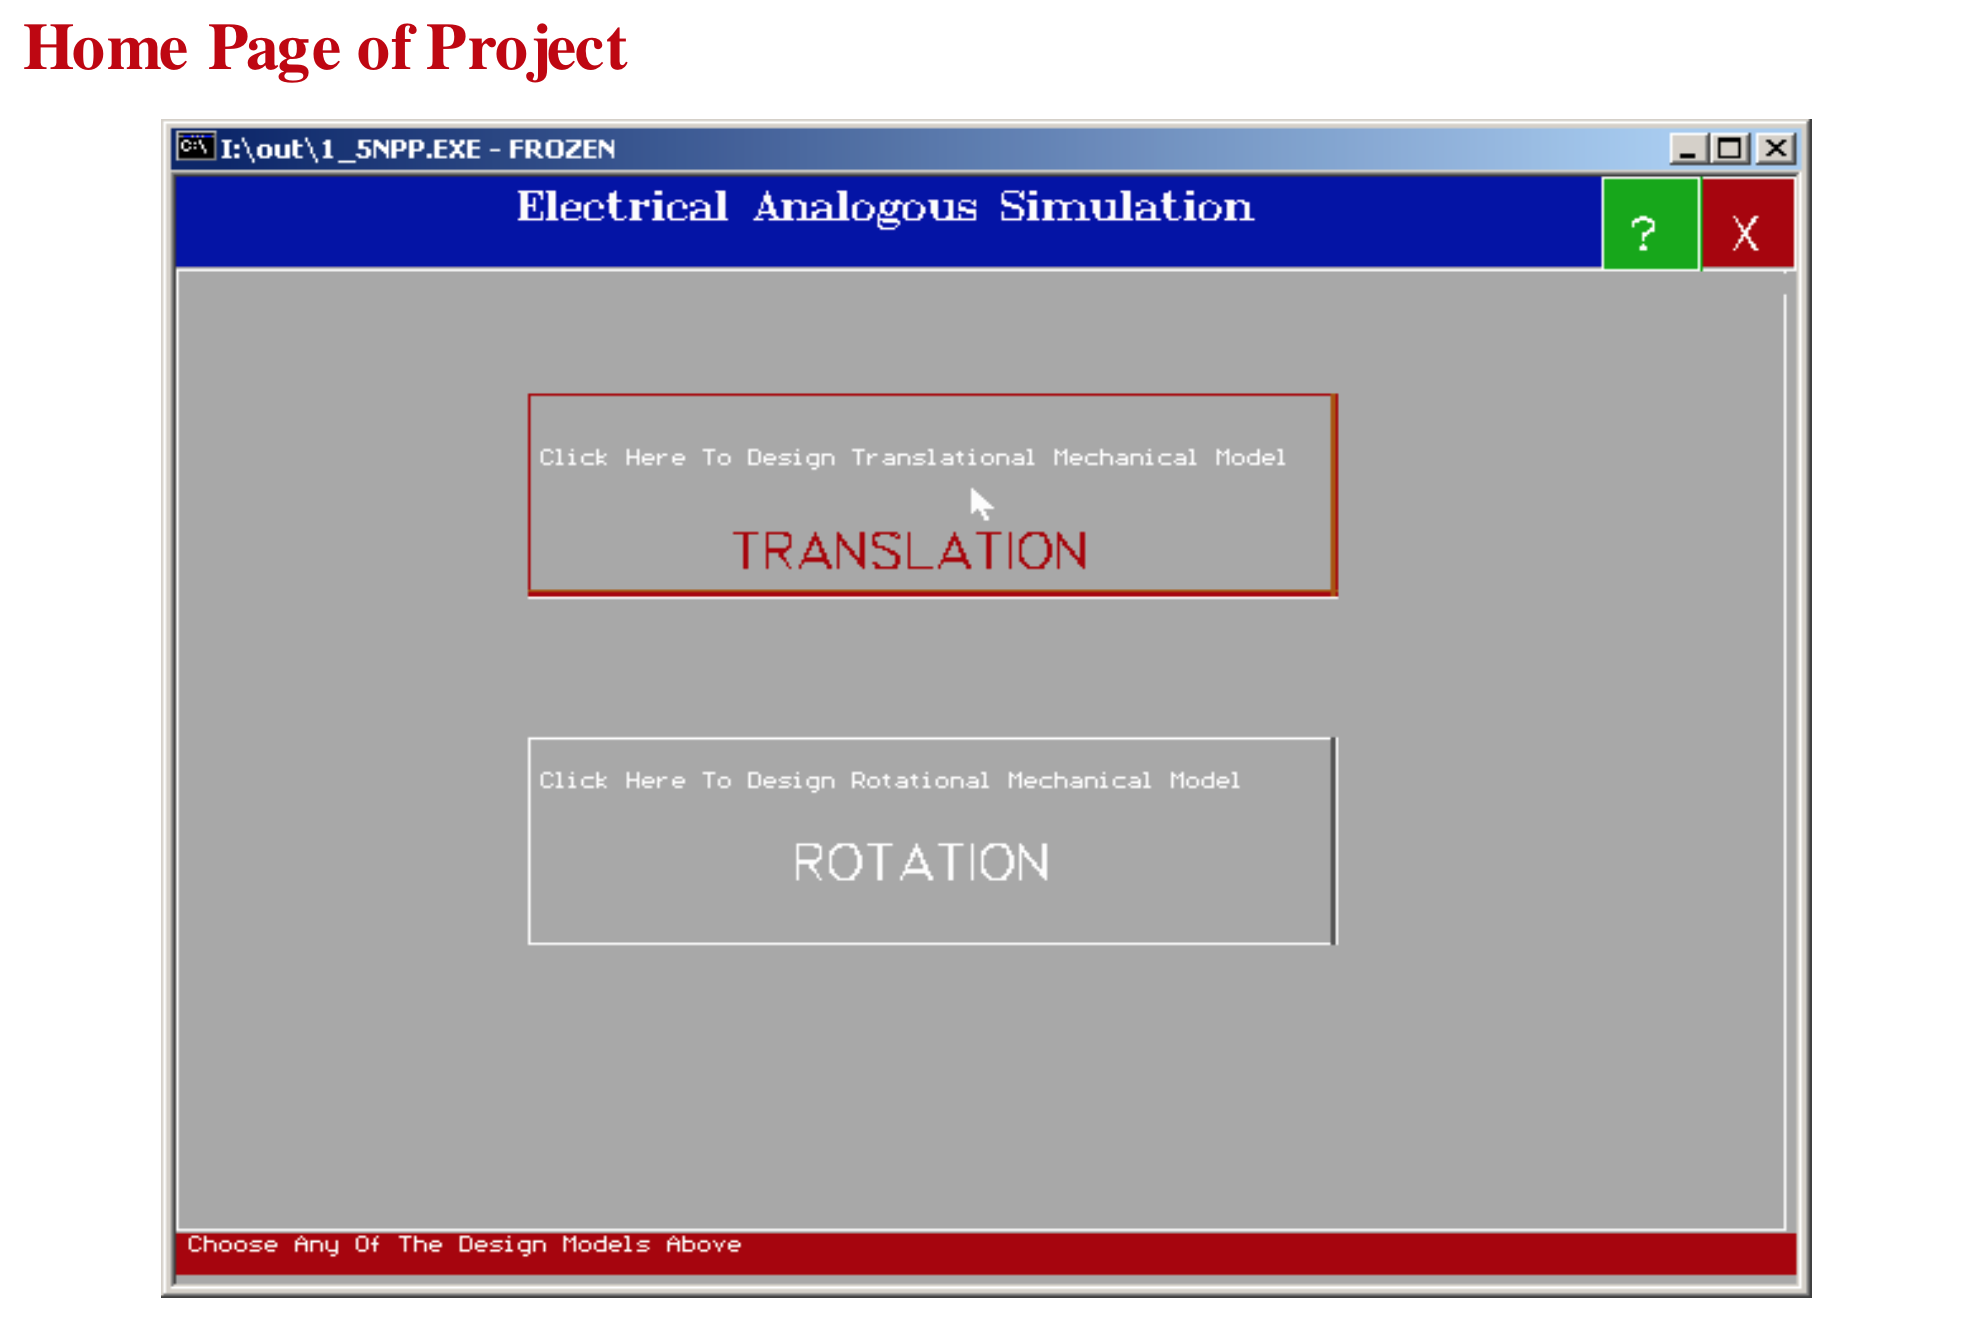 Home Page of Project
C:\ I:\out\1_5NPP.EXE - FROZEN
Electrical Analogous Simulation
? X
Click Here To Design Translational Mechanical Model
TRANSLATION
Click Here To Design Rotational Mechanical Model
ROTATION
Choose Any Of The Design Models Above